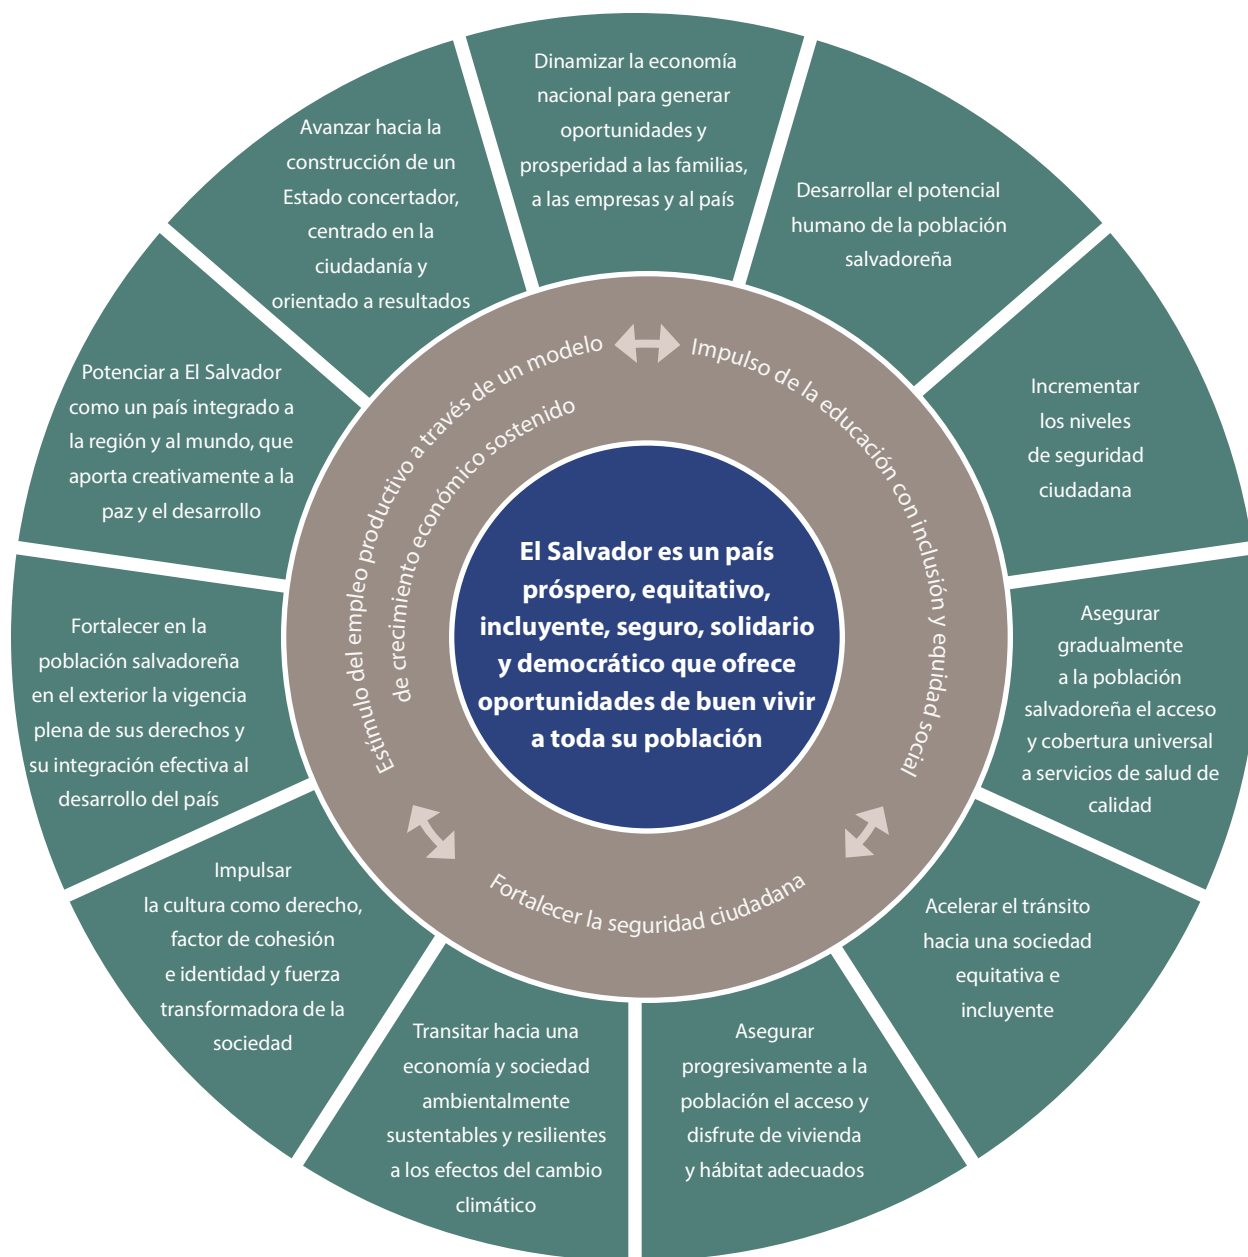 Dinamizar la economía
nacional para generar
oportunidades y
prosperidad a las familias,
a las empresas y al país
Desarrollar el potencial
humano de la población
salvadoreña
Incrementar
los niveles
de seguridad
ciudadana
Asegurar
gradualmente
a la población
salvadoreña el acceso
y cobertura universal
a servicios de salud de
calidad
Acelerar el tránsito
hacia una sociedad
equitativa e
incluyente
Asegurar
progresivamente a la
población el acceso y
disfrute de vivienda
y hábitat adecuados
Transitar hacia una
economía y sociedad
ambientalmente
sustentables y resilientes
a los efectos del cambio
climático
Impulsar
la cultura como derecho,
factor de cohesión
e identidad y fuerza
transformadora de la
sociedad
Fortalecer en la
población salvadoreña
en el exterior la vigencia
plena de sus derechos y
su integración efectiva al
desarrollo del país
Potenciar a El Salvador
como un país integrado a
la región y al mundo, que
aporta creativamente a la
paz y el desarrollo
Avanzar hacia la
construcción de un
Estado concertador,
centrado en la
ciudadanía y
orientado a resultados
Estímulo del empleo productivo a través de un modelo
de crecimiento económico sostenido
Impulso de la educación con inclusión y equidad social
Fortalecer la seguridad ciudadana
El Salvador es un país
próspero, equitativo,
incluyente, seguro, solidario
y democrático que ofrece
oportunidades de buen vivir
a toda su población